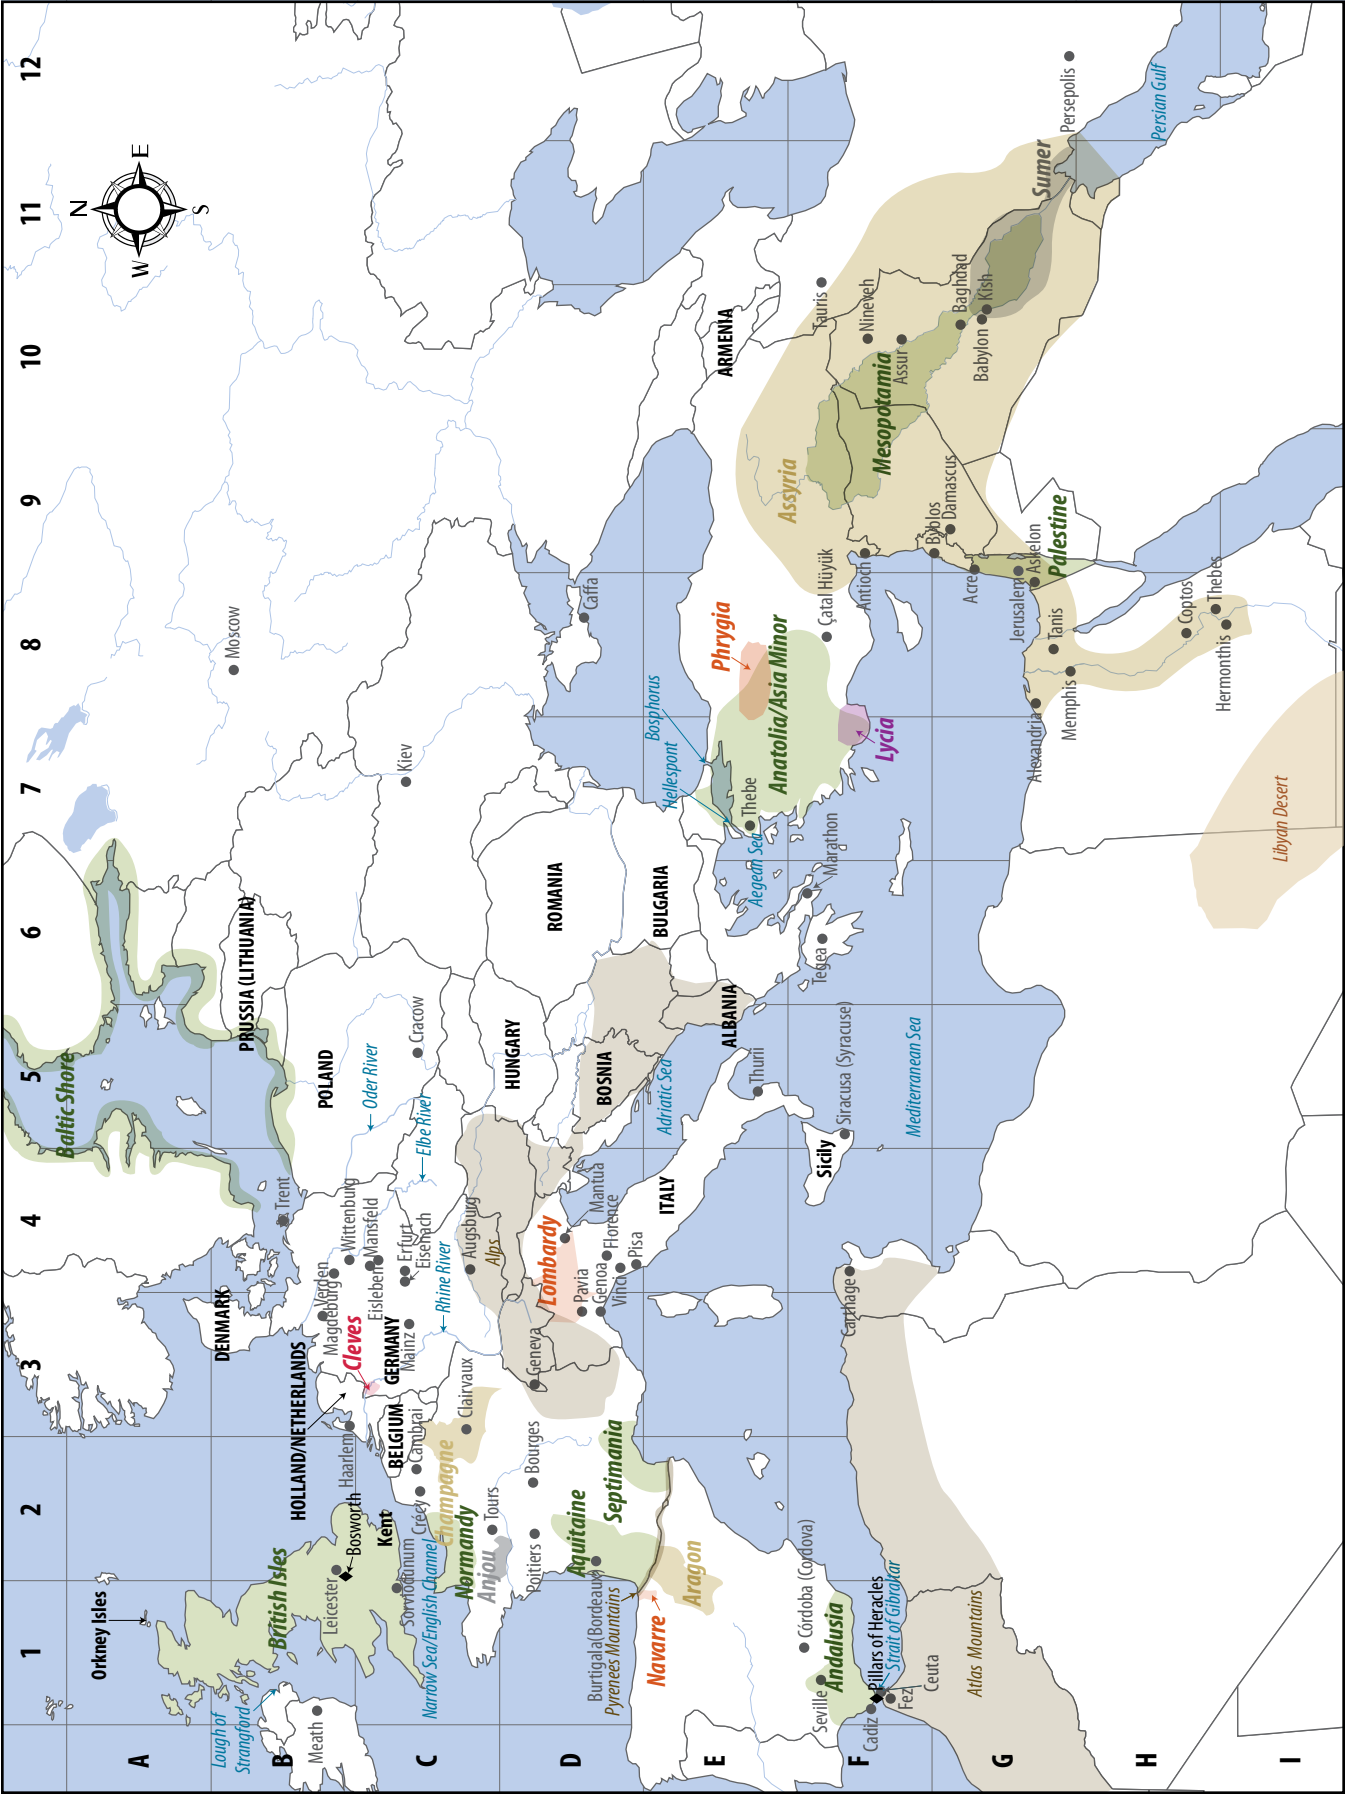 1
2
3
4
5
6
7
8
9
10
11
12
A
B
C
D
E
F
G
H
I
N
E
S
W
Orkney Isles
Baltic Shore
Moscow
Lough of
Strangford
Meath
British Isles
Leicester
Bosworth
Kent
Sorviodunum
Narrow Sea/English Channel
HOLLAND/NETHERLANDS
Haarlem
DENMARK
Trent
PRUSSIA (LITHUANIA)
POLAND
Oder River
Cracow
Elbe River
Kiev
Verden
Magdeburg
Wittenburg
Mansfeld
Eisleben
Erfurt
Eisenach
Cleves
GERMANY
Mainz
Rhine River
BELGIUM
Cambrai
Crécy
Champagne
Clairvaux
Normandy
Anjou
Tours
Poitiers
Bourges
Augsburg
Alps
Geneva
HUNGARY
ROMANIA
BULGARIA
BOSNIA
ALBANIA
Adriatic Sea
Lombardy
Mantua
Pavia
Genoa
Florence
Vinci
Pisa
ITALY
Thurii
Sicily
Siracusa (Syracuse)
Mediterranean Sea
Aquitaine
Septimania
Burtigala(Bordeaux)
Pyrenees Mountains
Navarre
Aragon
Córdoba (Cordova)
Seville
Andalusia
Cadiz
Pillars of Heracles
Strait of Gibraltar
Fez
Ceuta
Atlas Mountains
Carthage
Caffa
Bosphorus
Hellespont
Thebe
Aegean Sea
Marathon
Tegea
Phrygia
Anatolia/Asia Minor
Lycia
Çatal Hüyük
ARMENIA
Assyria
Tauris
Nineveh
Assur
Mesopotamia
Baghdad
Kish
Babylon
Sumer
Persepolis
Persian Gulf
Antioch
Byblos
Damascus
Acre
Jerusalem
Askelon
Palestine
Tanis
Alexandria
Memphis
Coptos
Thebes
Hermonthis
Libyan Desert